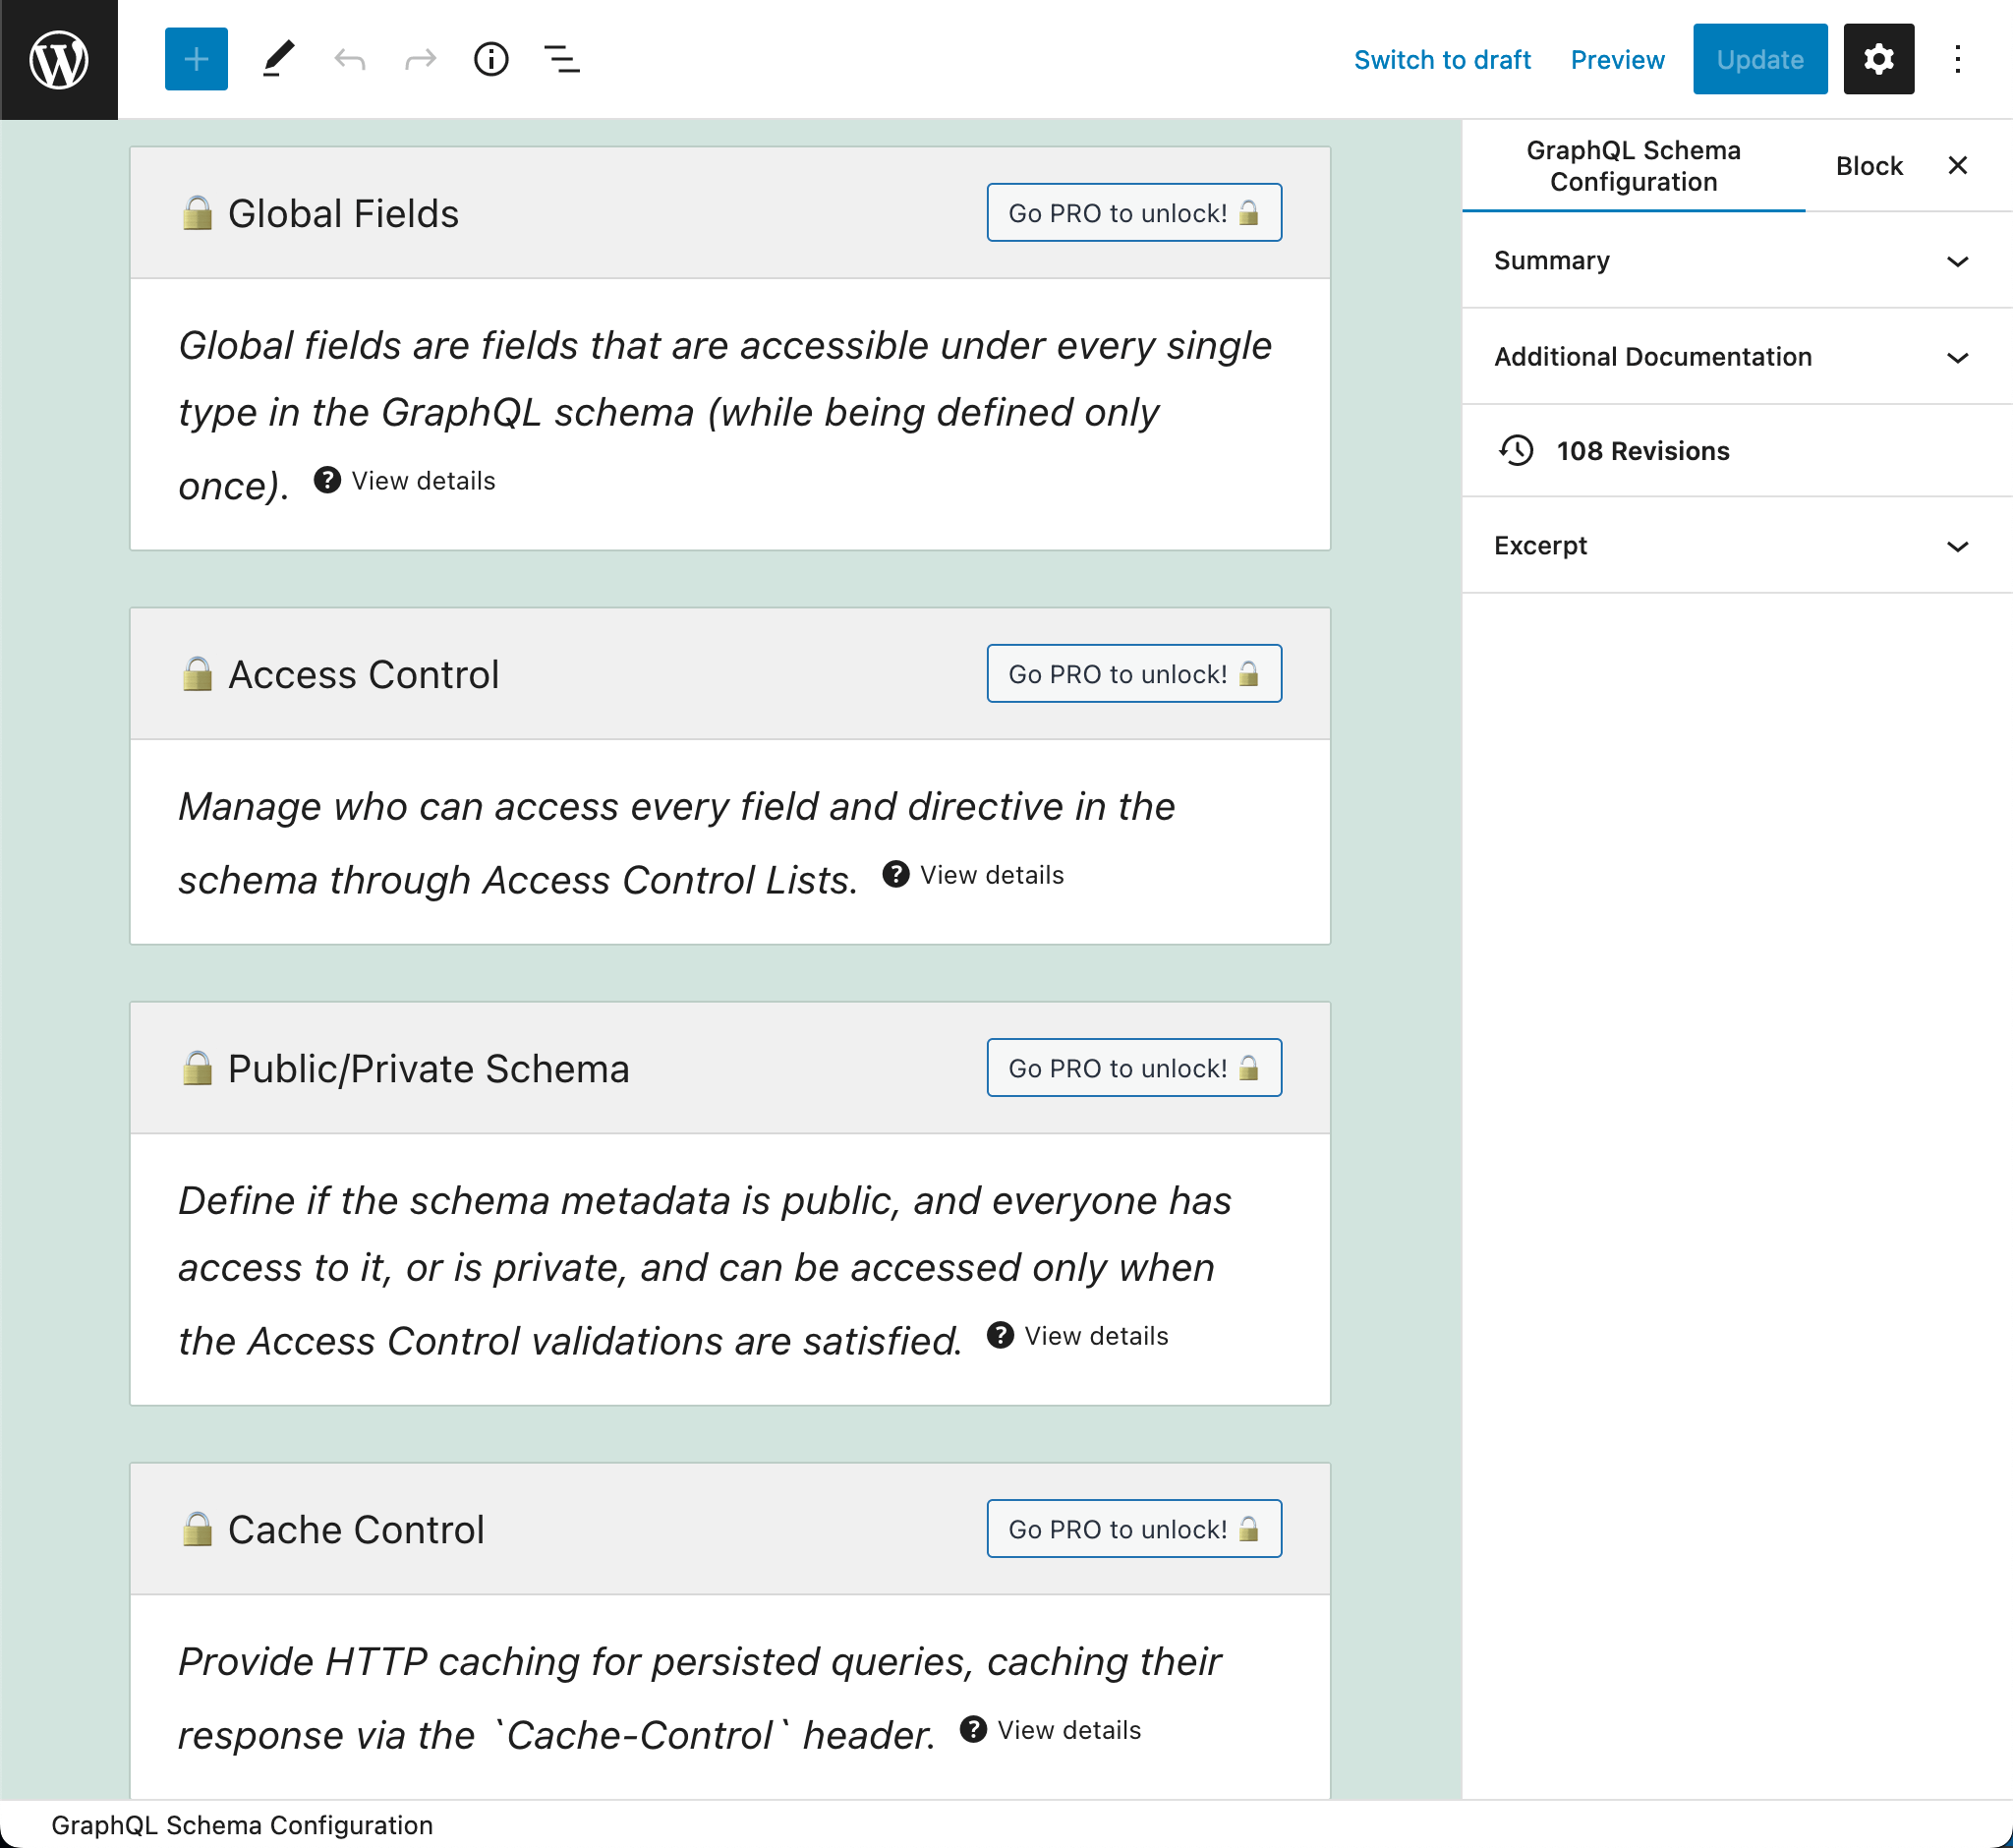 Switch to draft
Preview
Update
Global Fields
Go PRO to unlock!
Global fields are fields that are accessible under every single
type in the GraphQL schema (while being defined only
once). View details
Access Control
Go PRO to unlock!
Manage who can access every field and directive in the
schema through Access Control Lists. View details
Public/Private Schema
Go PRO to unlock!
Define if the schema metadata is public, and everyone has
access to it, or is private, and can be accessed only when
the Access Control validations are satisfied. View details
Cache Control
Go PRO to unlock!
Provide HTTP caching for persisted queries, caching their
response via the `Cache-Control` header. View details
GraphQL Schema
Configuration
Block
Summary
Additional Documentation
108 Revisions
Excerpt
GraphQL Schema Configuration